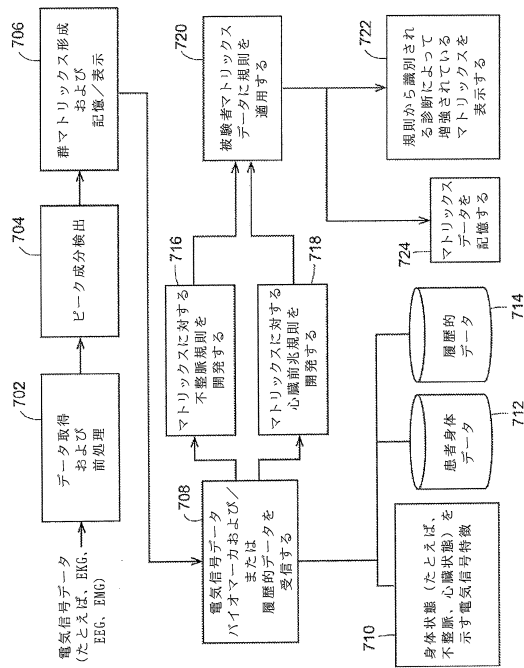 電気信号データ
(たとえば、EKG、
EEG、EMG)
702
データ取得
および
前処理
704
ピーク成分検出
706
群マトリックス形成
および
記憶/表示
708
電気信号データ
バイオマーカおよび/
または
履歴的データを
受信する
710
身体状態(たとえば、
不整脈、心臓状態)を
示す電気信号特徴
712
患者身体
データ
714
履歴的
データ
716
マトリックスに対する
不整脈規則を
開発する
718
マトリックスに対する
心臓前兆規則を
開発する
720
被験者マトリックス
データに規則を
適用する
722
規則から識別され
る診断によって
増強されている
マトリックスを
表示する
724
マトリックス
データを
記憶する